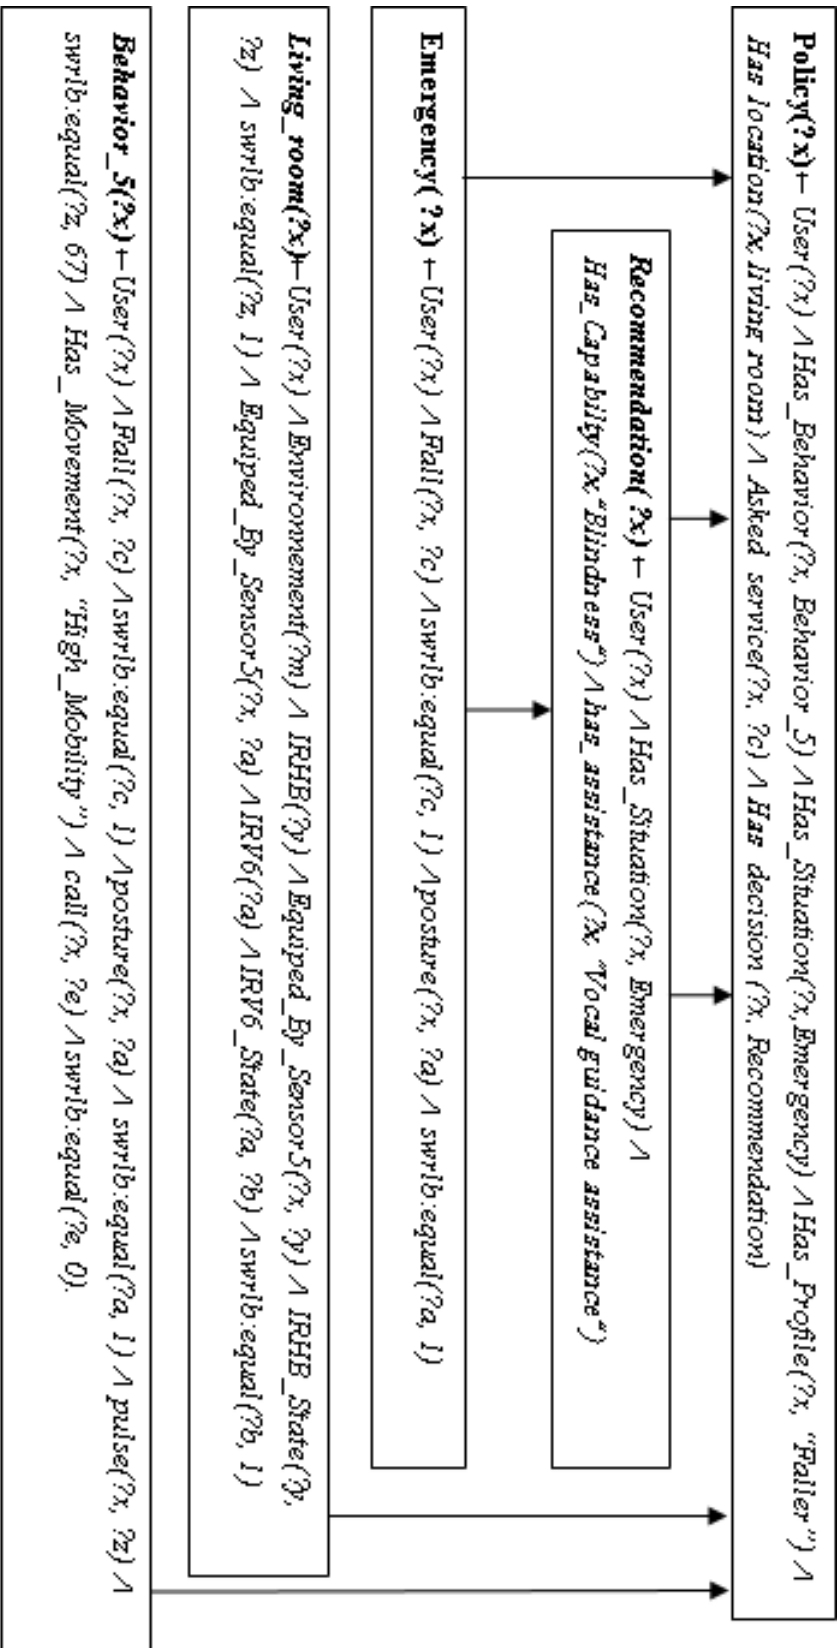 Policy(?x)← User(?x) ∧Has_Behavior(?x, Behavior_5) ∧Has_Situation(?x,Emergency) ∧Has_Profile(?x, “Faller”) ∧
Has location(?x, living room) ∧ Asked service(?x, ?c) ∧Has decision (?x, Recommendation)
Recommendation( ?x) ← User(?x) ∧Has_Situation(?x, Emergency) ∧
Has_Capabilty(?x,“Blindness“) ∧has_assistance(?x, “Vocal guidance assistance“)
Emergency( ?x) ←User(?x) ∧Fall(?x, ?c) ∧swrlb:equal(?c, 1) ∧posture(?x, ?a) ∧ swrlb:equal(?a, 1)
Living_room(?x)←User(?x) ∧Environnement(?m) ∧ IRHB(?y) ∧Equiped_By_Sensor5(?x, ?y) ∧ IRHB_State(?y,
?z) ∧ swrlb:equal(?z, 1) ∧ Equiped_By_Sensor5(?x, ?a) ∧IRV6(?a) ∧IRV6_State(?a, ?b) ∧swrlb:equal(?b, 1)
Behavior_5(?x) ←User(?x) ∧Fall(?x, ?c) ∧swrlb:equal(?c, 1) ∧posture(?x, ?a) ∧ swrlb:equal(?a, 1) ∧ pulse(?x, ?z) ∧
swrlb:equal(?z, 67) ∧ Has_ Movement(?x, “High_Mobility”) ∧ call(?x, ?e) ∧swrlb:equal(?e, 0).